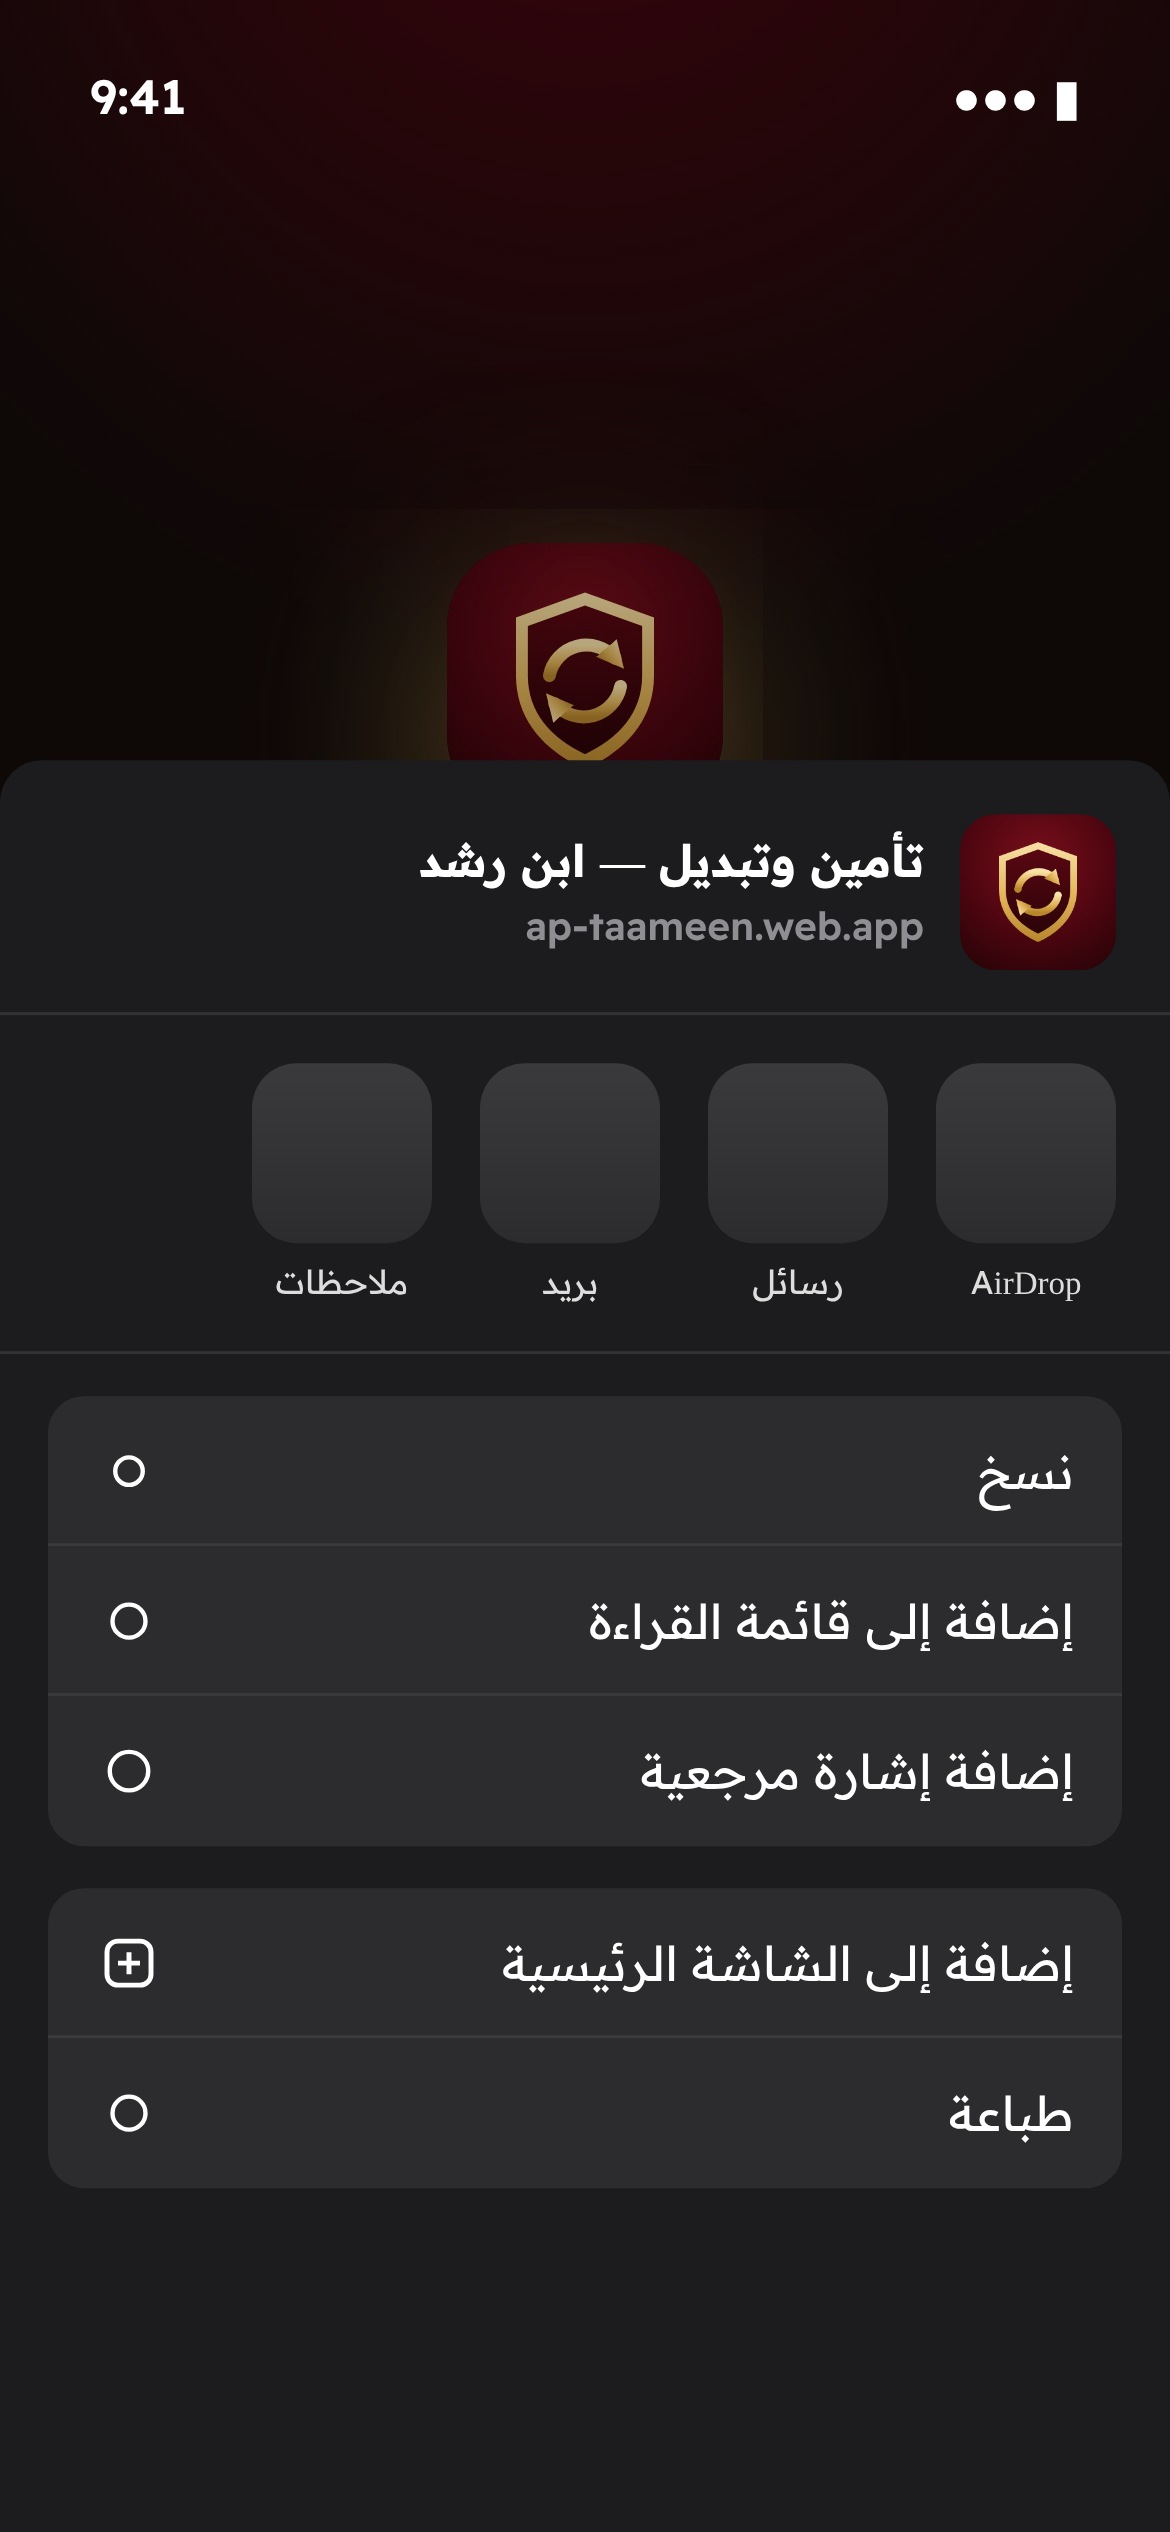 9:41
تأمين وتبديل — ابن رشد
ap-taameen.web.app
AirDrop
رسائل
بريد
ملاحظات
نسخ
إضافة إلى قائمة القراءة
إضافة إشارة مرجعية
إضافة إلى الشاشة الرئيسية
طباعة